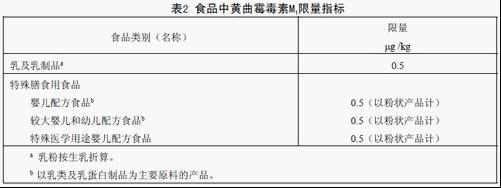 表2 食品中黄曲霉毒素M₁限量指标
食品类别（名称）
限量
μg /kg
乳及乳制品ᵃ
0.5
特殊膳食用食品
婴儿配方食品ᵇ
0.5（以粉状产品计）
较大婴儿和幼儿配方食品ᵇ
0.5（以粉状产品计）
特殊医学用途婴儿配方食品
0.5（以粉状产品计）
ᵃ 乳粉按生乳折算。
ᵇ 以乳类及乳蛋白制品为主要原料的产品。